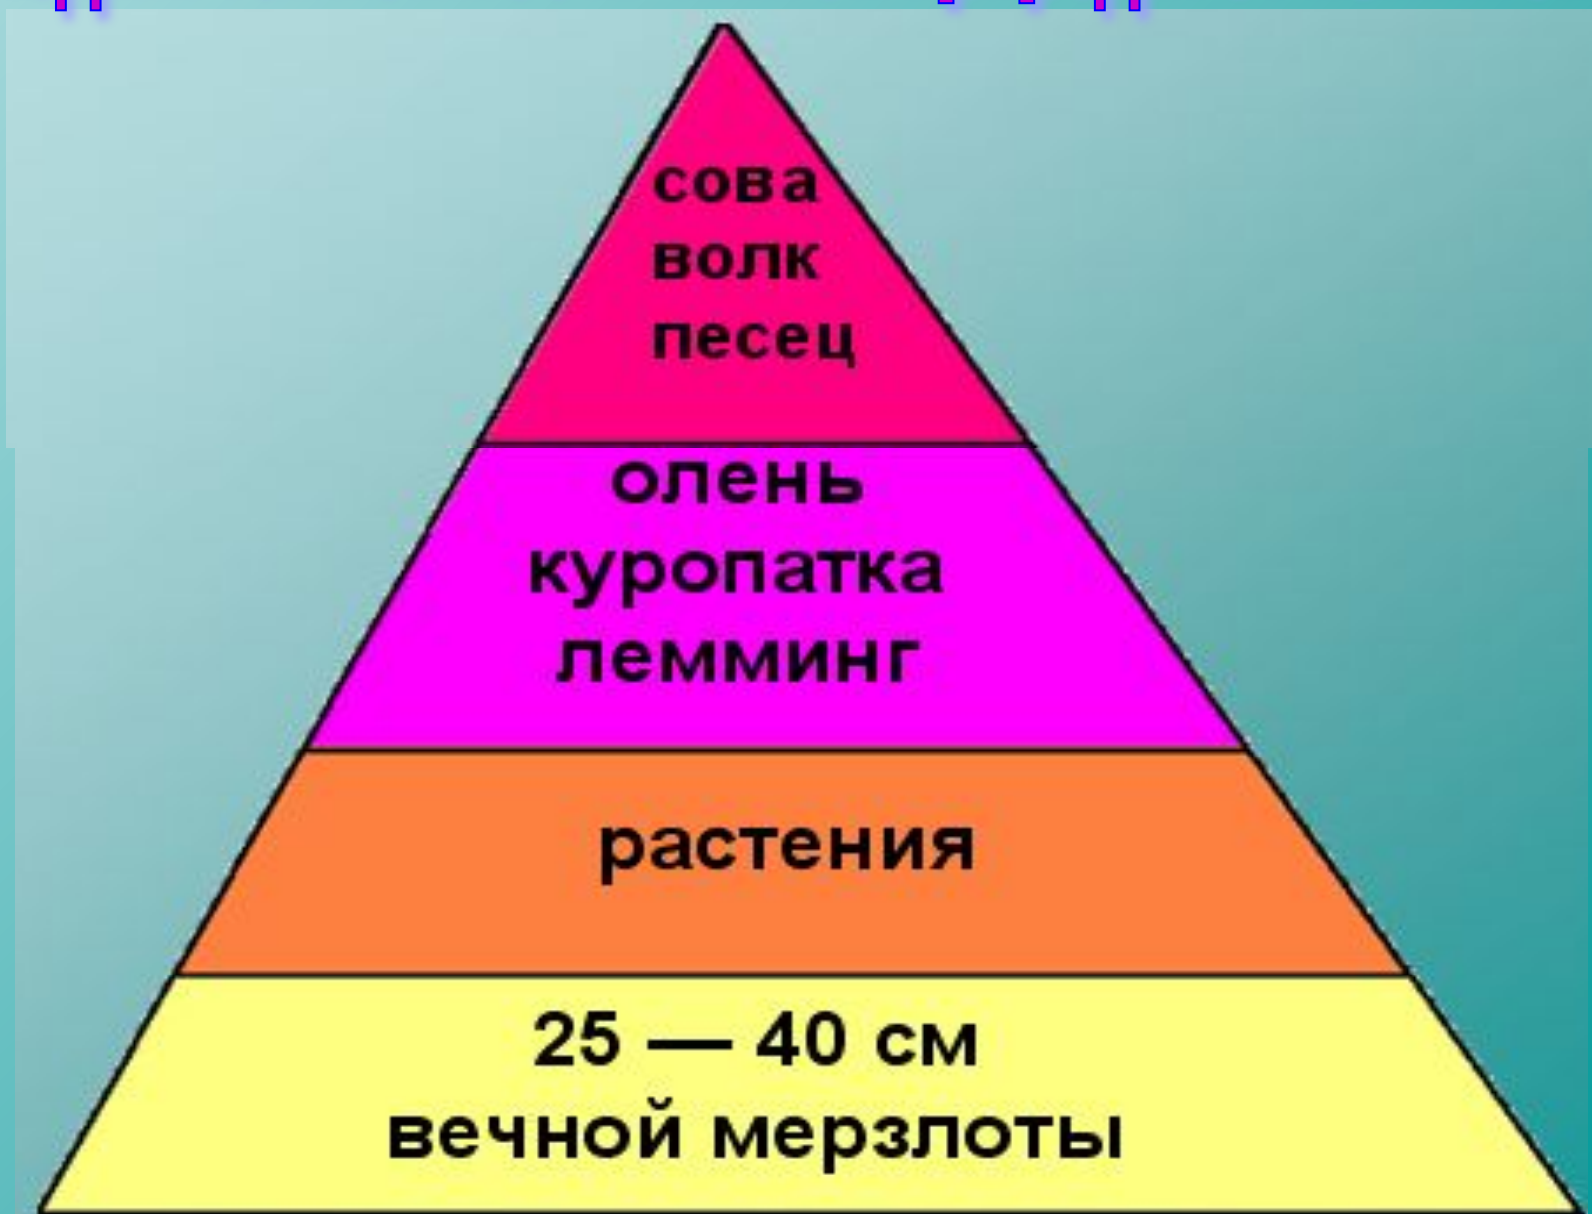 сова
волк
песец
олень
куропатка
лемминг
растения
25 — 40 см
вечной мерзлоты